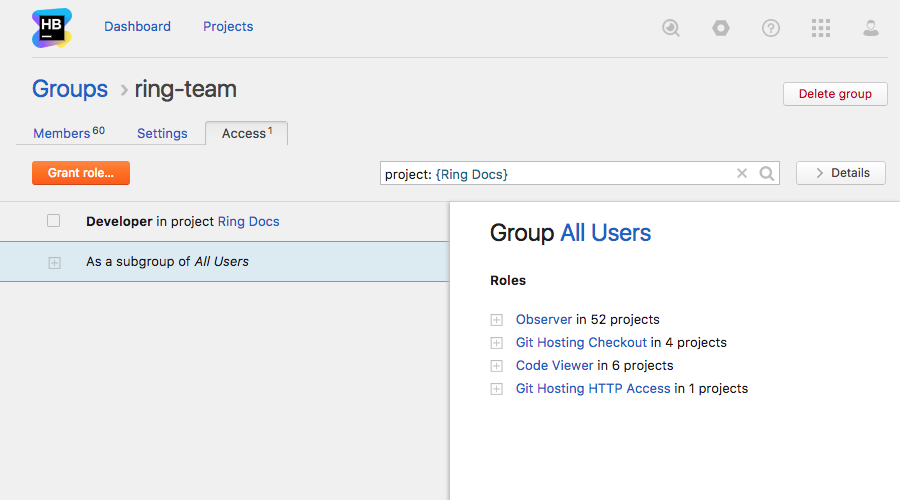 HB
Dashboard Projects
Groups › ring-team
Delete group
Members 60 Settings Access 1
Grant role... project: {Ring Docs} Details
Developer in project Ring Docs
As a subgroup of All Users
Group All Users
Roles
Observer in 52 projects
Git Hosting Checkout in 4 projects
Code Viewer in 6 projects
Git Hosting HTTP Access in 1 projects